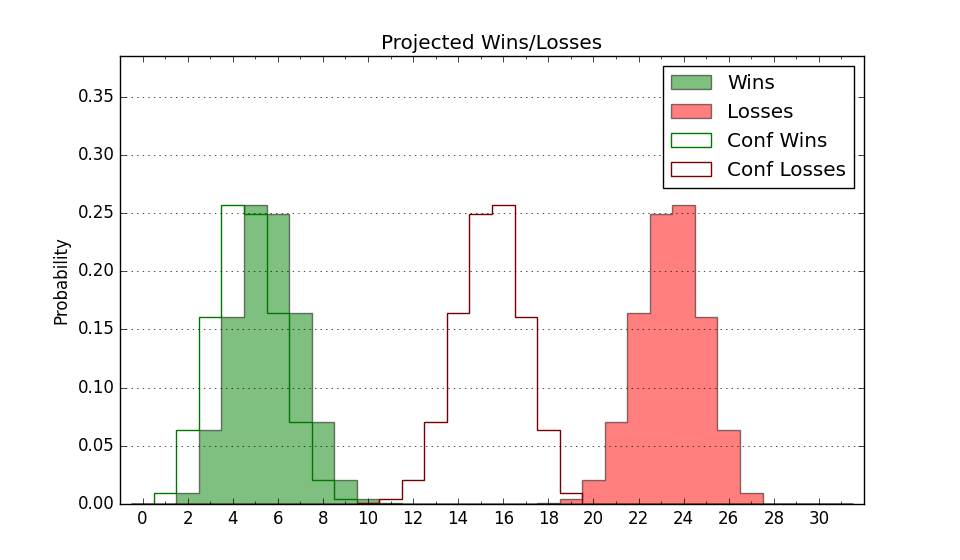 Projected Wins/Losses
Wins
Losses
Conf Wins
Conf Losses
Probability
0.35
0.30
0.25
0.20
0.15
0.10
0.05
0.00
0 2 4 6 8 10 12 14 16 18 20 22 24 26 28 30